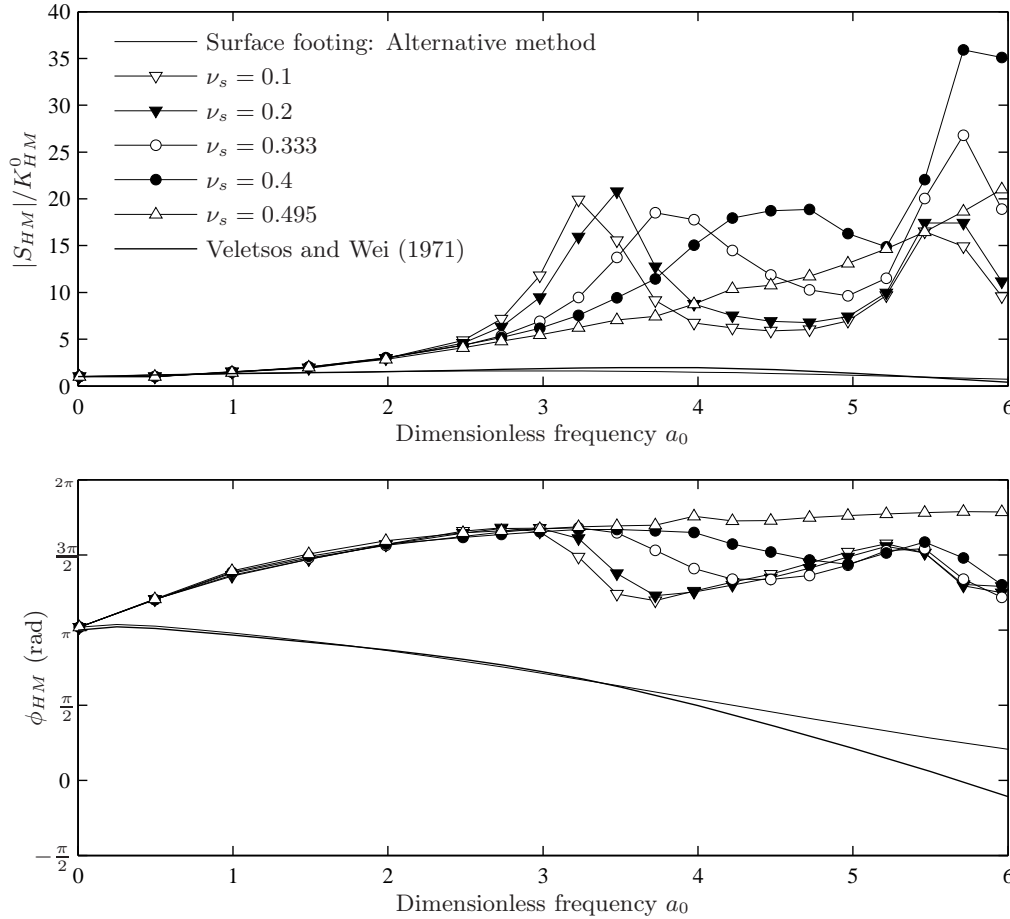 40
35
30
25
20
15
10
5
0
|S_{HM}|/K^0_{HM}
Surface footing: Alternative method
ν_s = 0.1
ν_s = 0.2
ν_s = 0.333
ν_s = 0.4
ν_s = 0.495
Veletsos and Wei (1971)
0 1 2 3 4 5 6
Dimensionless frequency a_0
2π
3π/2
π
π/2
0
−π/2
ϕ_{HM} (rad)
0 1 2 3 4 5 6
Dimensionless frequency a_0